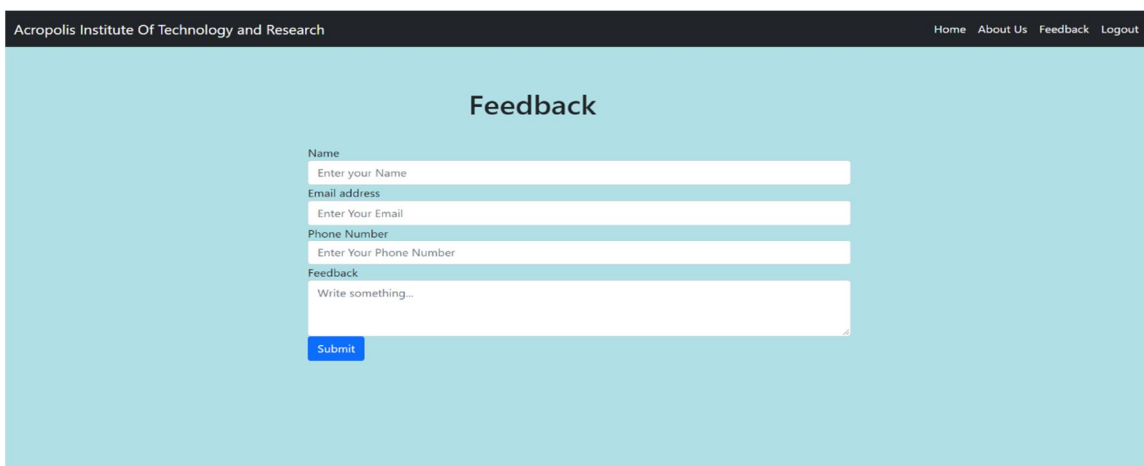 Acropolis Institute Of Technology and Research
Home About Us Feedback Logout
Feedback
Name
Enter your Name
Email address
Enter Your Email
Phone Number
Enter Your Phone Number
Feedback
Write something...
Submit